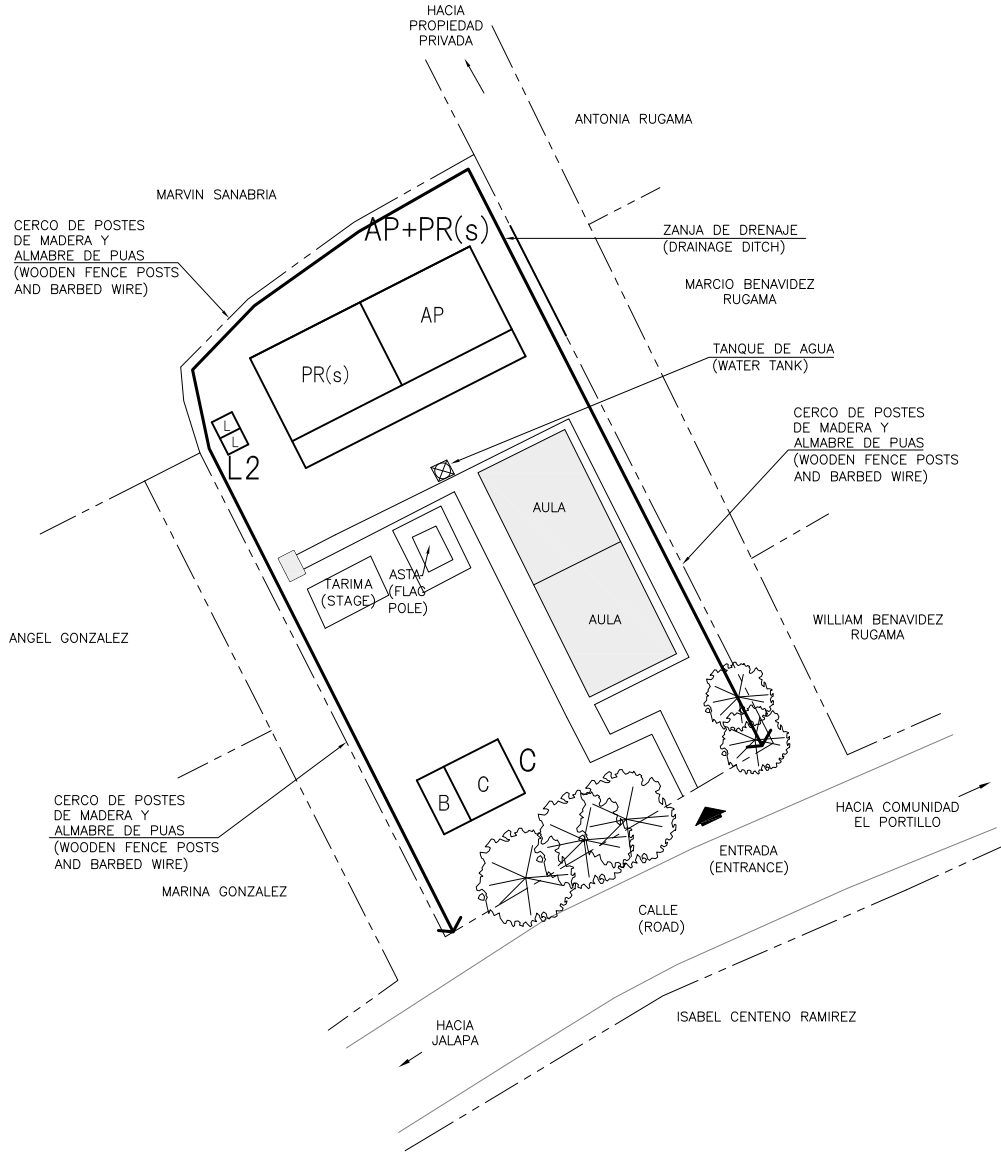 HACIA
PROPIEDAD
PRIVADA
ANTONIA RUGAMA
MARVIN SANABRIA
CERCO DE POSTES
DE MADERA Y
ALMABRE DE PUAS
(WOODEN FENCE POSTS
AND BARBED WIRE)
AP+PR(s)
ZANJA DE DRENAJE
(DRAINAGE DITCH)
MARCIO BENAVIDEZ
RUGAMA
AP
PR(s)
TANQUE DE AGUA
(WATER TANK)
L
L
L2
CERCO DE POSTES
DE MADERA Y
ALMABRE DE PUAS
(WOODEN FENCE POSTS
AND BARBED WIRE)
AULA
AULA
TARIMA
(STAGE)
ASTA
(FLAG
POLE)
ANGEL GONZALEZ
WILLIAM BENAVIDEZ
RUGAMA
B
C
C
CERCO DE POSTES
DE MADERA Y
ALMABRE DE PUAS
(WOODEN FENCE POSTS
AND BARBED WIRE)
MARINA GONZALEZ
HACIA COMUNIDAD
EL PORTILLO
ENTRADA
(ENTRANCE)
CALLE
(ROAD)
HACIA
JALAPA
ISABEL CENTENO RAMIREZ